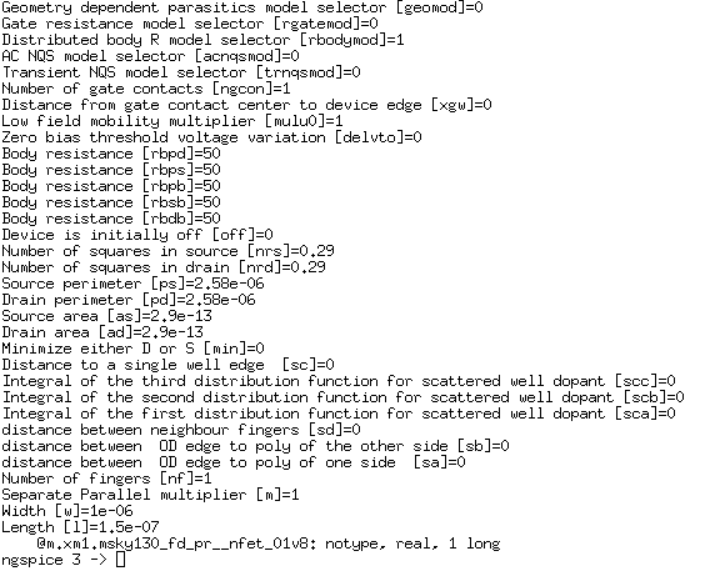 Geometry dependent parasitics model selector [geomod]=0
Gate resistance model selector [rgatemod]=0
Distributed body R model selector [rbodymod]=1
AC NQS model selector [acnqsmod]=0
Transient NQS model selector [trnqsmod]=0
Number of gate contacts [ngcon]=1
Distance from gate contact center to device edge [xgw]=0
Low field mobility multiplier [mulu0]=1
Zero bias threshold voltage variation [delvto]=0
Body resistance [rbpd]=50
Body resistance [rbps]=50
Body resistance [rbpb]=50
Body resistance [rbsb]=50
Body resistance [rbdb]=50
Device is initially off [off]=0
Number of squares in source [nrs]=0.29
Number of squares in drain [nrd]=0.29
Source perimeter [ps]=2.58e-06
Drain perimeter [pd]=2.58e-06
Source area [as]=2.9e-13
Drain area [ad]=2.9e-13
Minimize either D or S [min]=0
Distance to a single well edge  [sc]=0
Integral of the third distribution function for scattered well dopant [scc]=0
Integral of the second distribution function for scattered well dopant [scb]=0
Integral of the first distribution function for scattered well dopant [sca]=0
distance between neighbour fingers [sd]=0
distance between  OD edge to poly of the other side [sb]=0
distance between  OD edge to poly of one side  [sa]=0
Number of fingers [nf]=1
Separate Parallel multiplier [m]=1
Width [w]=1e-06
Length [l]=1.5e-07
    @m.xm1.msky130_fd_pr__nfet_01v8: notype, real, 1 long
ngspice 3 ->